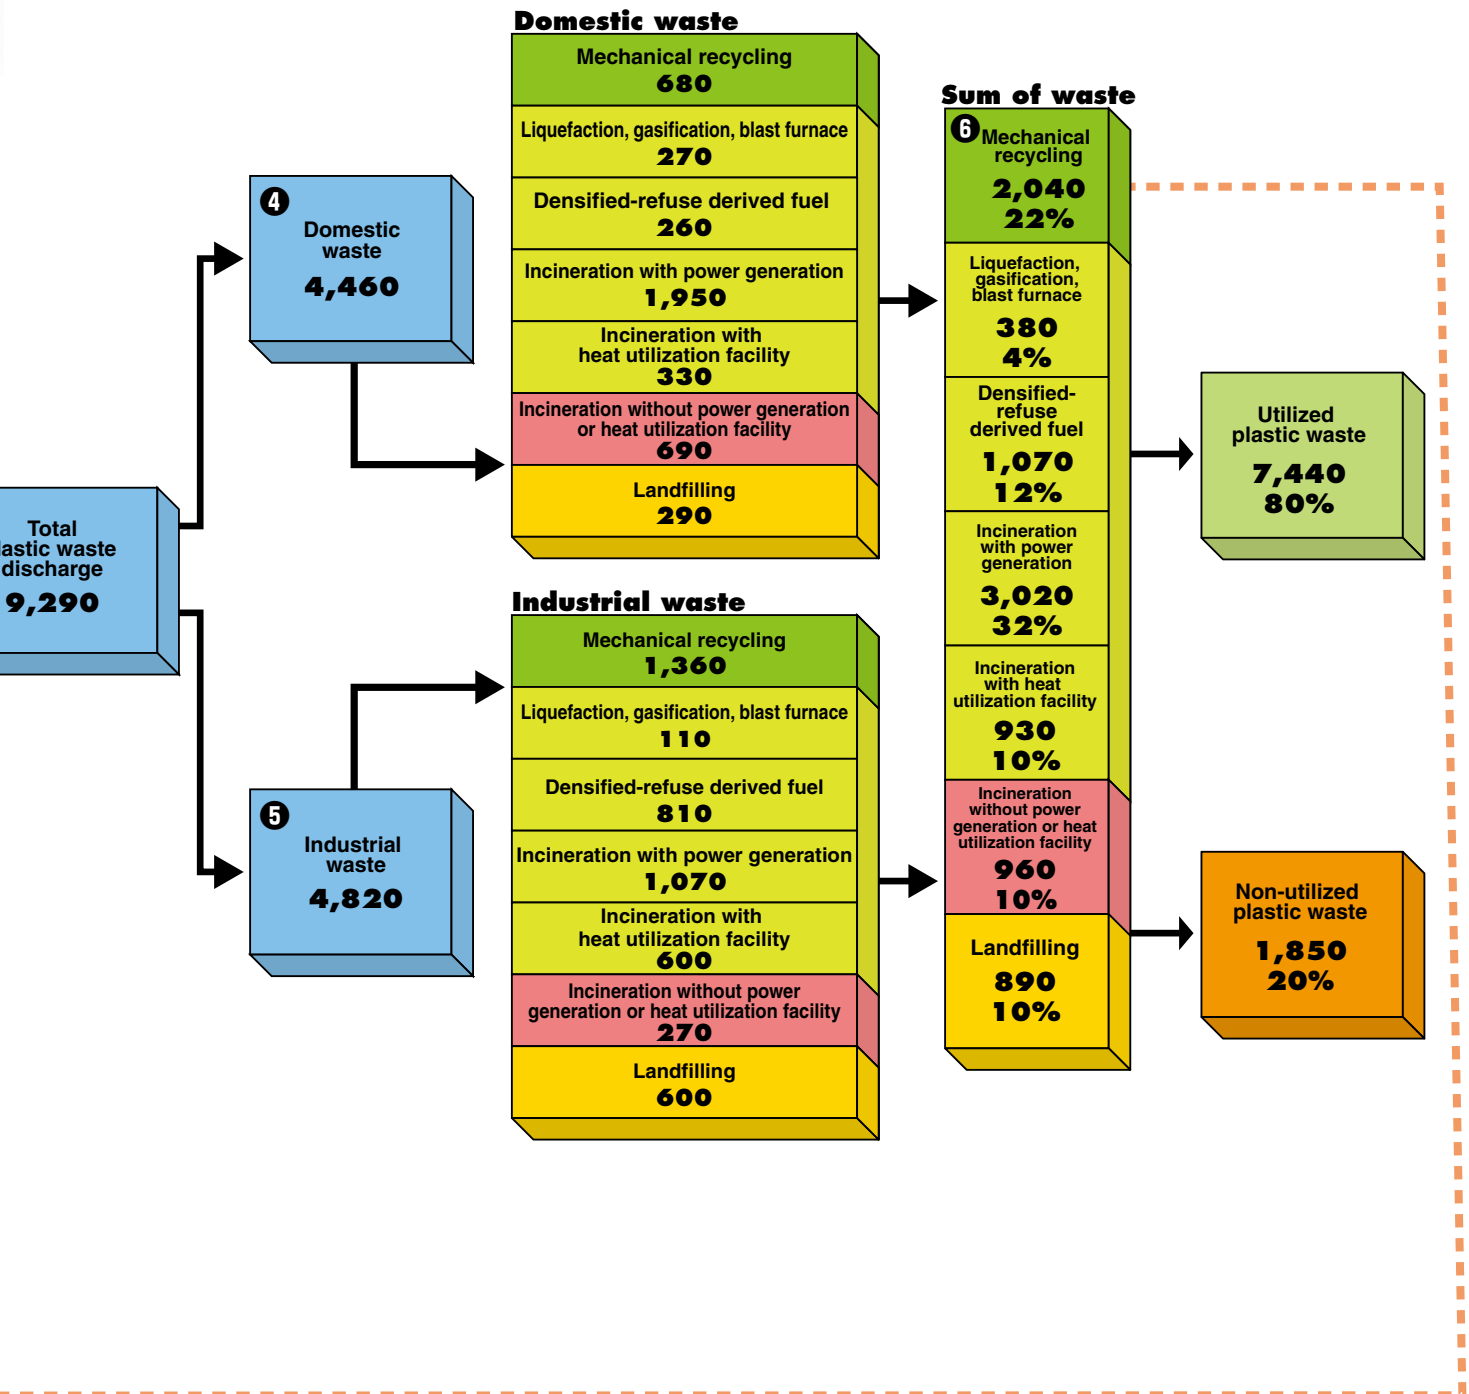 Total
plastic waste
discharge
9,290
4
Domestic
waste
4,460
5
Industrial
waste
4,820
Domestic waste
Mechanical recycling
680
Liquefaction, gasification, blast furnace
270
Densified-refuse derived fuel
260
Incineration with power generation
1,950
Incineration with
heat utilization facility
330
Incineration without power generation
or heat utilization facility
690
Landfilling
290
Industrial waste
Mechanical recycling
1,360
Liquefaction, gasification, blast furnace
110
Densified-refuse derived fuel
810
Incineration with power generation
1,070
Incineration with
heat utilization facility
600
Incineration without power
generation or heat utilization facility
270
Landfilling
600
Sum of waste
6
Mechanical
recycling
2,040
22%
Liquefaction,
gasification,
blast furnace
380
4%
Densified-
refuse
derived fuel
1,070
12%
Incineration
with power
generation
3,020
32%
Incineration
with heat
utilization facility
930
10%
Incineration
without power
generation or heat
utilization facility
960
10%
Landfilling
890
10%
Utilized
plastic waste
7,440
80%
Non-utilized
plastic waste
1,850
20%